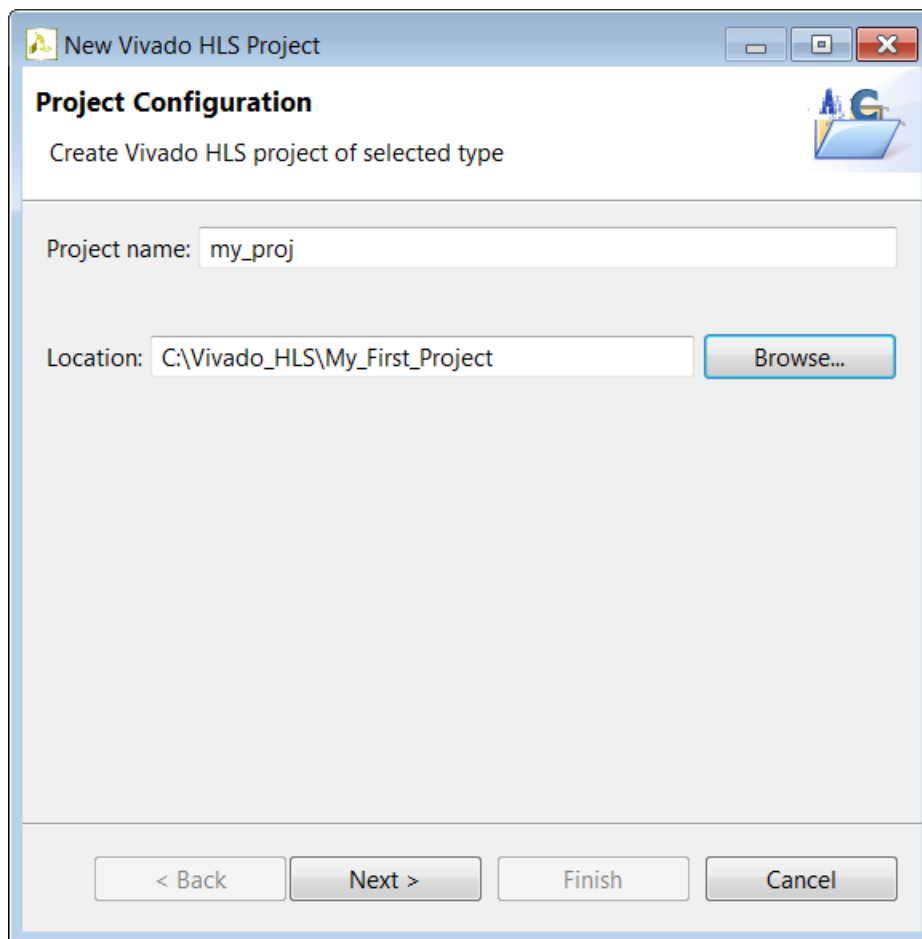 New Vivado HLS Project
Project Configuration
Create Vivado HLS project of selected type
Project name: my_proj
Location: C:\Vivado_HLS\My_First_Project Browse...
< Back Next > Finish Cancel